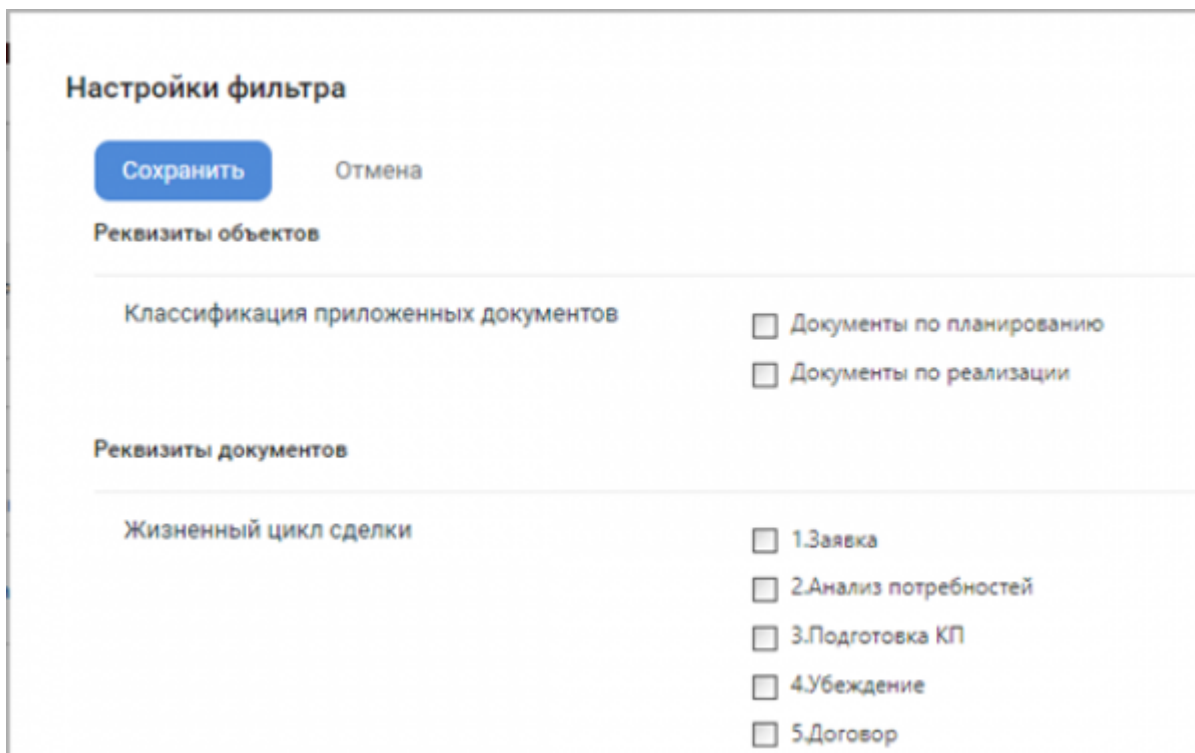 Настройки фильтра
Сохранить Отмена
Реквизиты объектов
Классификация приложенных документов
Документы по планированию
Документы по реализации
Реквизиты документов
Жизненный цикл сделки
1.Заявка
2.Анализ потребностей
3.Подготовка КП
4.Убеждение
5.Договор